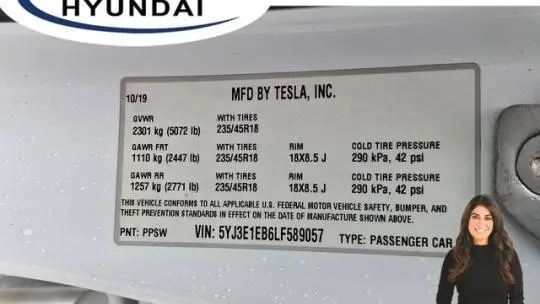 HYUNDAI
10/19 MFD BY TESLA, INC.
GVWR WITH TIRES
2301 kg (5072 lb) 235/45R18
GAWR FRT WITH TIRES RIM COLD TIRE PRESSURE
1110 kg (2447 lb) 235/45R18 18X8.5 J 290 kPa, 42 psi
GAWR RR WITH TIRES RIM COLD TIRE PRESSURE
1257 kg (2771 lb) 235/45R18 18X8.5 J 290 kPa, 42 psi
THIS VEHICLE CONFORMS TO ALL APPLICABLE U.S. FEDERAL MOTOR VEHICLE SAFETY, BUMPER, AND
THEFT PREVENTION STANDARDS IN EFFECT ON THE DATE OF MANUFACTURE SHOWN ABOVE.
PNT: PPSW VIN: 5YJ3E1EB6LF589057 TYPE: PASSENGER CAR